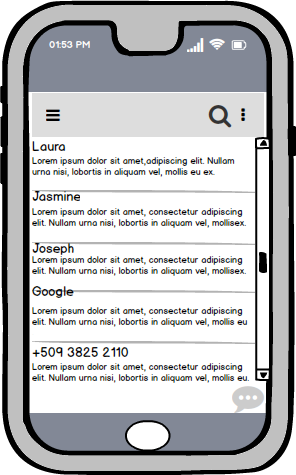 01:53 PM
Laura
Lorem ipsum dolor sit amet,adipiscing elit. Nullam
urna nisi, lobortis in aliquam vel, mollis eu ex.
Jasmine
Lorem ipsum dolor sit amet, consectetur adipiscing
elit. Nullam urna nisi, lobortis in aliquam vel, mollisex.
Joseph
Lorem ipsum dolor sit amet, consectetur adipiscing
elit. Nullam urna nisi, lobortis in aliquam vel, mollisex.
Google
Lorem ipsum dolor sit amet, consectetur adipiscing
elit. Nullam urna nisi, lobortis in aliquam vel, mollis eu
+509 3825 2110
Lorem ipsum dolor sit amet, consectetur adipiscing
elit. Nullam urna nisi, lobortis in aliquam vel, mollis eu.